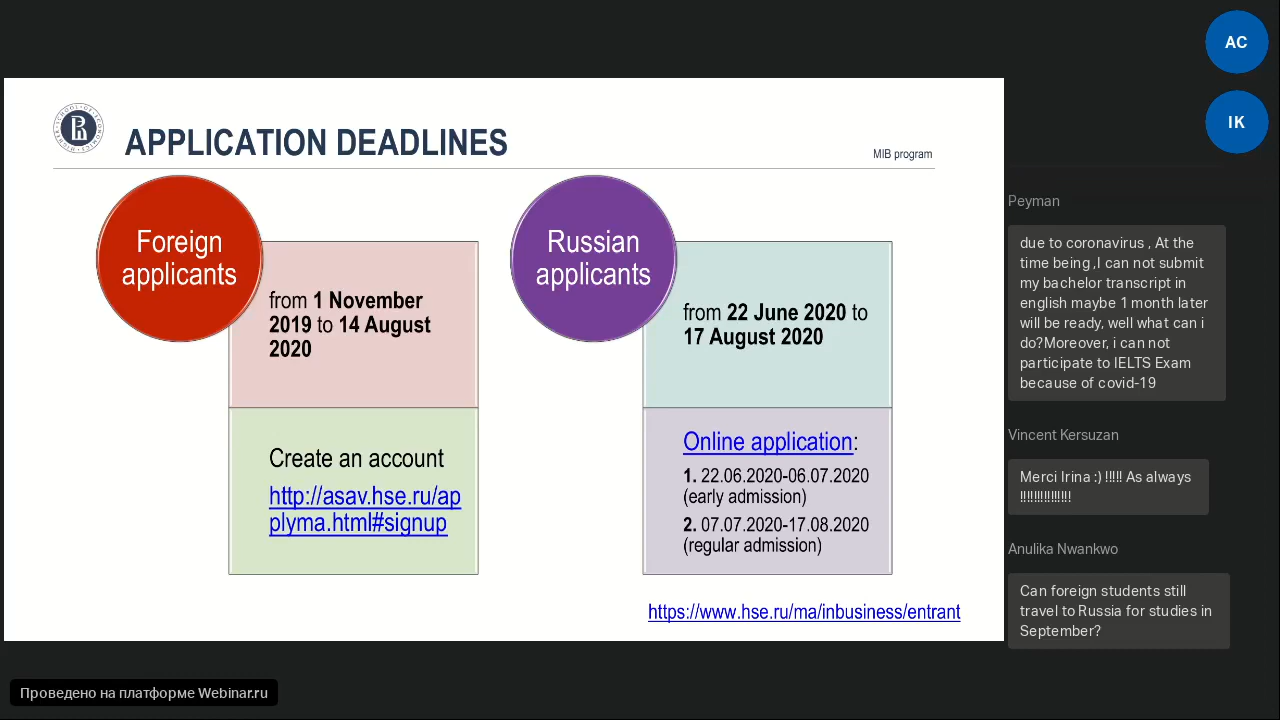 AC
IK
APPLICATION DEADLINES
MIB program
Foreign
applicants
from 1 November
2019 to 14 August
2020
Create an account
http://asav.hse.ru/ap
plyma.html#signup
Russian
applicants
from 22 June 2020 to
17 August 2020
Online application:
1. 22.06.2020-06.07.2020
(early admission)
2. 07.07.2020-17.08.2020
(regular admission)
https://www.hse.ru/ma/inbusiness/entrant
Peyman
due to coronavirus , At the
time being ,I can not submit
my bachelor transcript in
english maybe 1 month later
will be ready, well what can i
do?Moreover, i can not
participate to IELTS Exam
because of covid-19
Vincent Kersuzan
Merci Irina :) !!!!! As always
!!!!!!!!!!!!!!!
Anulika Nwankwo
Can foreign students still
travel to Russia for studies in
September?
Проведено на платформе Webinar.ru